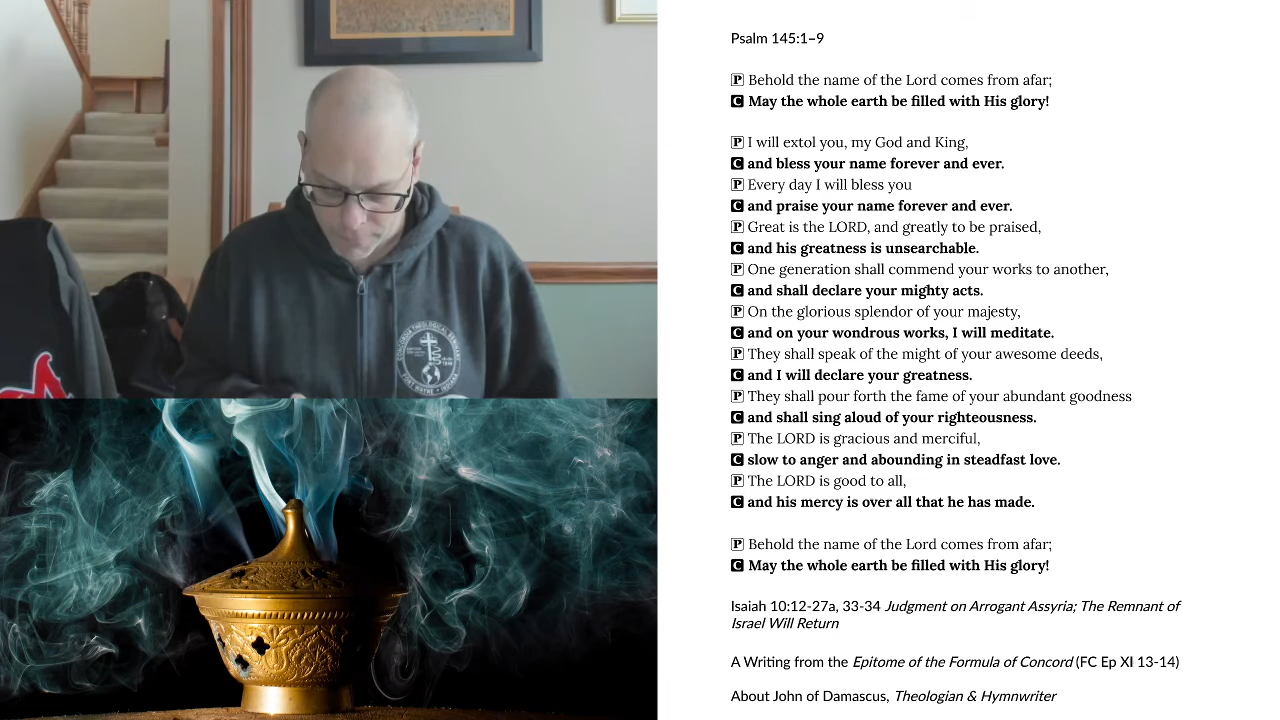 Psalm 145:1–9
P Behold the name of the Lord comes from afar;
C May the whole earth be filled with His glory!
P I will extol you, my God and King,
C and bless your name forever and ever.
P Every day I will bless you
C and praise your name forever and ever.
P Great is the LORD, and greatly to be praised,
C and his greatness is unsearchable.
P One generation shall commend your works to another,
C and shall declare your mighty acts.
P On the glorious splendor of your majesty,
C and on your wondrous works, I will meditate.
P They shall speak of the might of your awesome deeds,
C and I will declare your greatness.
P They shall pour forth the fame of your abundant goodness
C and shall sing aloud of your righteousness.
P The LORD is gracious and merciful,
C slow to anger and abounding in steadfast love.
P The LORD is good to all,
C and his mercy is over all that he has made.
P Behold the name of the Lord comes from afar;
C May the whole earth be filled with His glory!
Isaiah 10:12-27a, 33-34 Judgment on Arrogant Assyria; The Remnant of
Israel Will Return
A Writing from the Epitome of the Formula of Concord (FC Ep XI 13-14)
About John of Damascus, Theologian & Hymnwriter
CONCORDIA THEOLOGICAL SEMINARY
FORT WAYNE • INDIANA